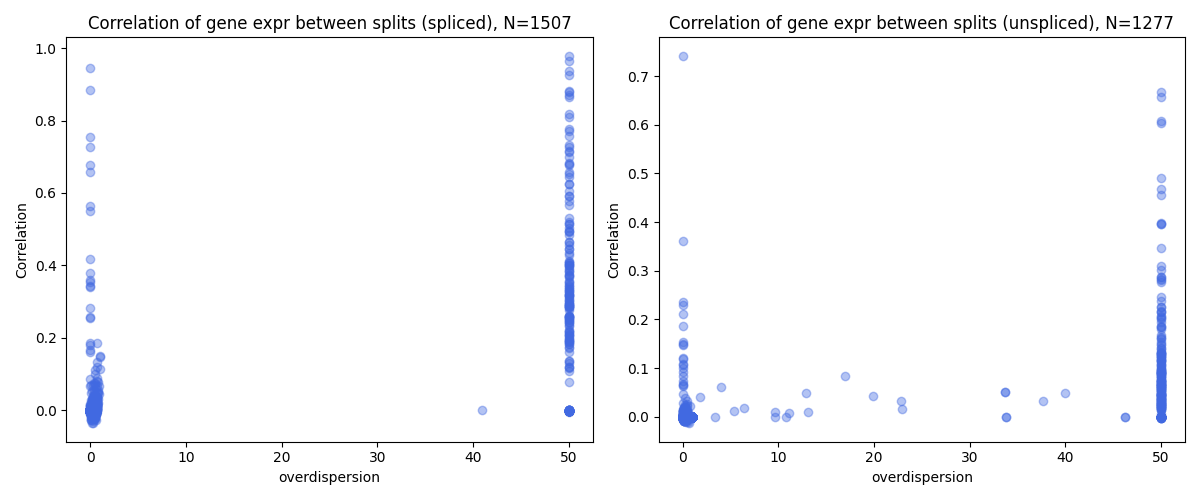 Correlation of gene expr between splits (spliced), N=1507
1.0
0.8
0.6
0.4
0.2
0.0
Correlation
0 10 20 30 40 50
overdispersion
Correlation of gene expr between splits (unspliced), N=1277
0.7
0.6
0.5
0.4
0.3
0.2
0.1
0.0
Correlation
0 10 20 30 40 50
overdispersion